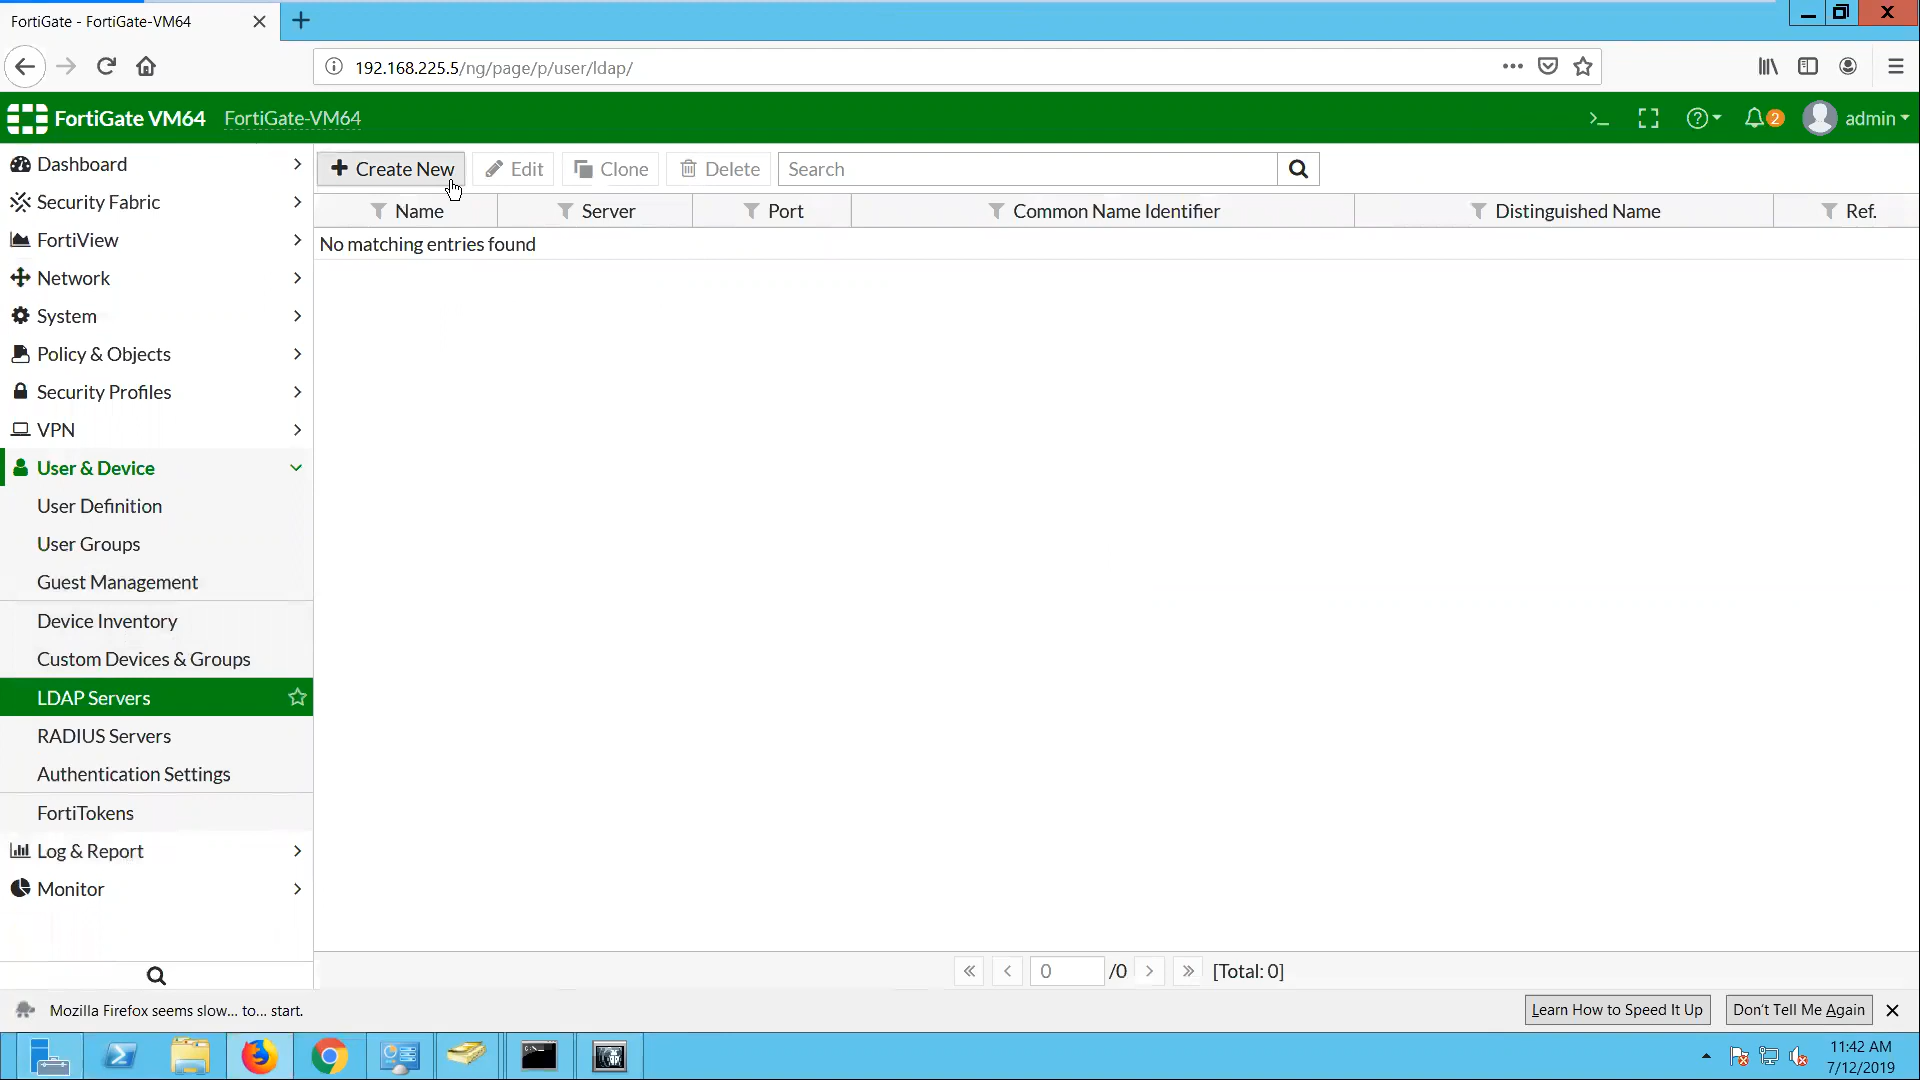 FortiGate - FortiGate-VM64
192.168.225.5/ng/page/p/user/ldap/
FortiGate VM64 FortiGate-VM64
2 admin
Dashboard
Security Fabric
FortiView
Network
System
Policy & Objects
Security Profiles
VPN
User & Device
User Definition
User Groups
Guest Management
Device Inventory
Custom Devices & Groups
LDAP Servers
RADIUS Servers
Authentication Settings
FortiTokens
Log & Report
Monitor
Create New Edit Clone Delete Search
Name Server Port Common Name Identifier Distinguished Name Ref.
No matching entries found
0 /0 [Total: 0]
Mozilla Firefox seems slow... to... start. Learn How to Speed It Up Don't Tell Me Again
11:42 AM
7/12/2019